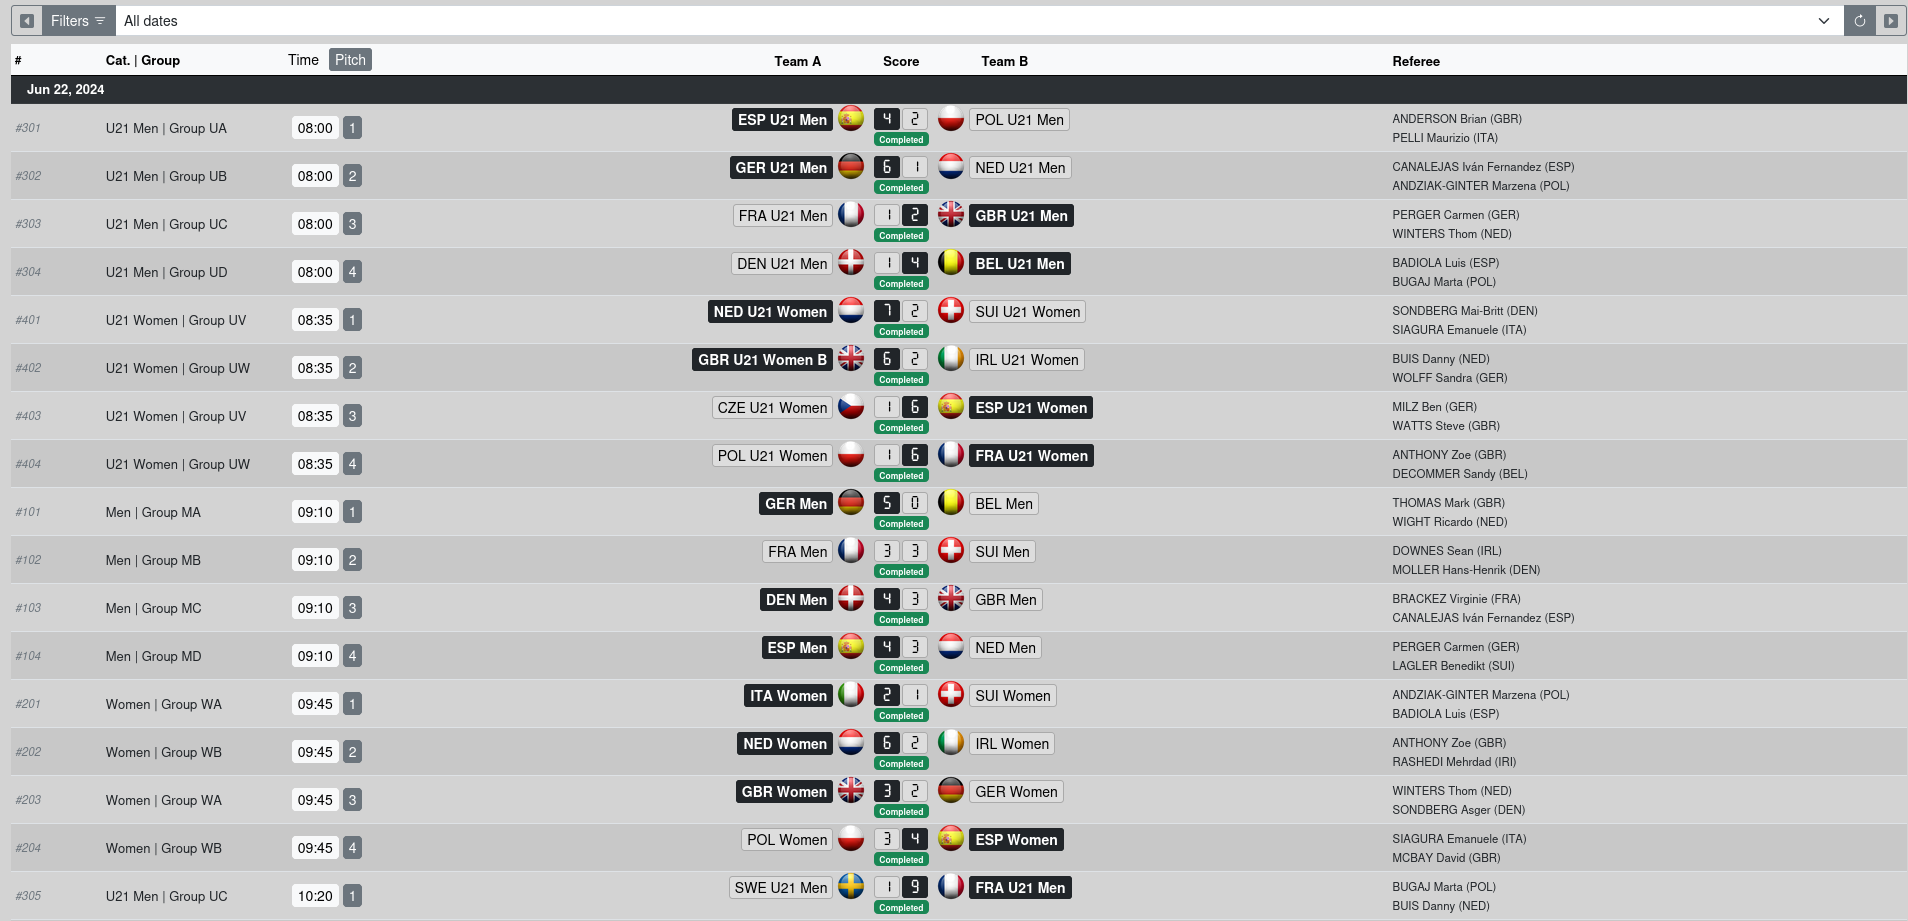 Filters All dates
# Cat. | Group Time Pitch Team A Score Team B Referee
Jun 22, 2024
#301 U21 Men | Group UA 08:00 1 ESP U21 Men 4 2 POL U21 Men ANDERSON Brian (GBR)
Completed PELLI Maurizio (ITA)
#302 U21 Men | Group UB 08:00 2 GER U21 Men 6 1 NED U21 Men CANALEJAS Iván Fernandez (ESP)
Completed ANDZIAK-GINTER Marzena (POL)
#303 U21 Men | Group UC 08:00 3 FRA U21 Men 1 2 GBR U21 Men PERGER Carmen (GER)
Completed WINTERS Thom (NED)
#304 U21 Men | Group UD 08:00 4 DEN U21 Men 1 4 BEL U21 Men BADIOLA Luis (ESP)
Completed BUGAJ Marta (POL)
#401 U21 Women | Group UV 08:35 1 NED U21 Women 7 2 SUI U21 Women SONDBERG Mai-Britt (DEN)
Completed SIAGURA Emanuele (ITA)
#402 U21 Women | Group UW 08:35 2 GBR U21 Women B 6 2 IRL U21 Women BUIS Danny (NED)
Completed WOLFF Sandra (GER)
#403 U21 Women | Group UV 08:35 3 CZE U21 Women 1 6 ESP U21 Women MILZ Ben (GER)
Completed WATTS Steve (GBR)
#404 U21 Women | Group UW 08:35 4 POL U21 Women 1 6 FRA U21 Women ANTHONY Zoe (GBR)
Completed DECOMMER Sandy (BEL)
#101 Men | Group MA 09:10 1 GER Men 5 0 BEL Men THOMAS Mark (GBR)
Completed WIGHT Ricardo (NED)
#102 Men | Group MB 09:10 2 FRA Men 3 3 SUI Men DOWNES Sean (IRL)
Completed MOLLER Hans-Henrik (DEN)
#103 Men | Group MC 09:10 3 DEN Men 4 3 GBR Men BRACKEZ Virginie (FRA)
Completed CANALEJAS Iván Fernandez (ESP)
#104 Men | Group MD 09:10 4 ESP Men 4 3 NED Men PERGER Carmen (GER)
Completed LAGLER Benedikt (SUI)
#201 Women | Group WA 09:45 1 ITA Women 2 1 SUI Women ANDZIAK-GINTER Marzena (POL)
Completed BADIOLA Luis (ESP)
#202 Women | Group WB 09:45 2 NED Women 6 2 IRL Women ANTHONY Zoe (GBR)
Completed RASHEDI Mehrdad (IRI)
#203 Women | Group WA 09:45 3 GBR Women 3 2 GER Women WINTERS Thom (NED)
Completed SONDBERG Asger (DEN)
#204 Women | Group WB 09:45 4 POL Women 3 4 ESP Women SIAGURA Emanuele (ITA)
Completed MCBAY David (GBR)
#305 U21 Men | Group UC 10:20 1 SWE U21 Men 1 9 FRA U21 Men BUGAJ Marta (POL)
Completed BUIS Danny (NED)